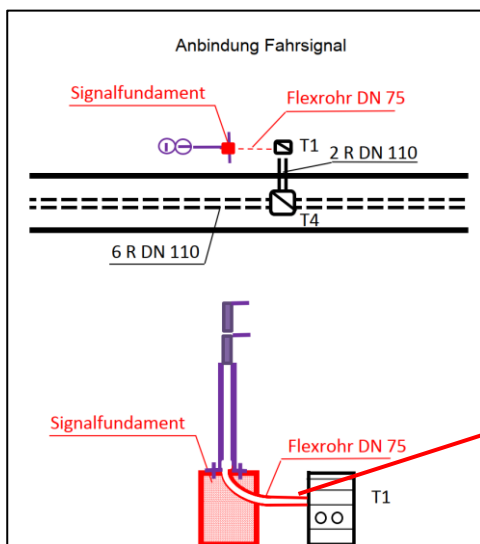 Anbindung Fahrsignal
Signalfundament
Flexrohr DN 75
T1
2 R DN 110
T4
6 R DN 110
Signalfundament
Flexrohr DN 75
T1